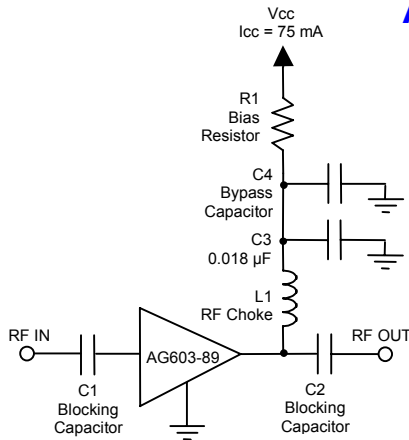 Vcc
Icc = 75 mA
R1
Bias
Resistor
C4
Bypass
Capacitor
C3
0.018 µF
L1
RF Choke
RF IN
AG603-89
RF OUT
C1
Blocking
Capacitor
C2
Blocking
Capacitor